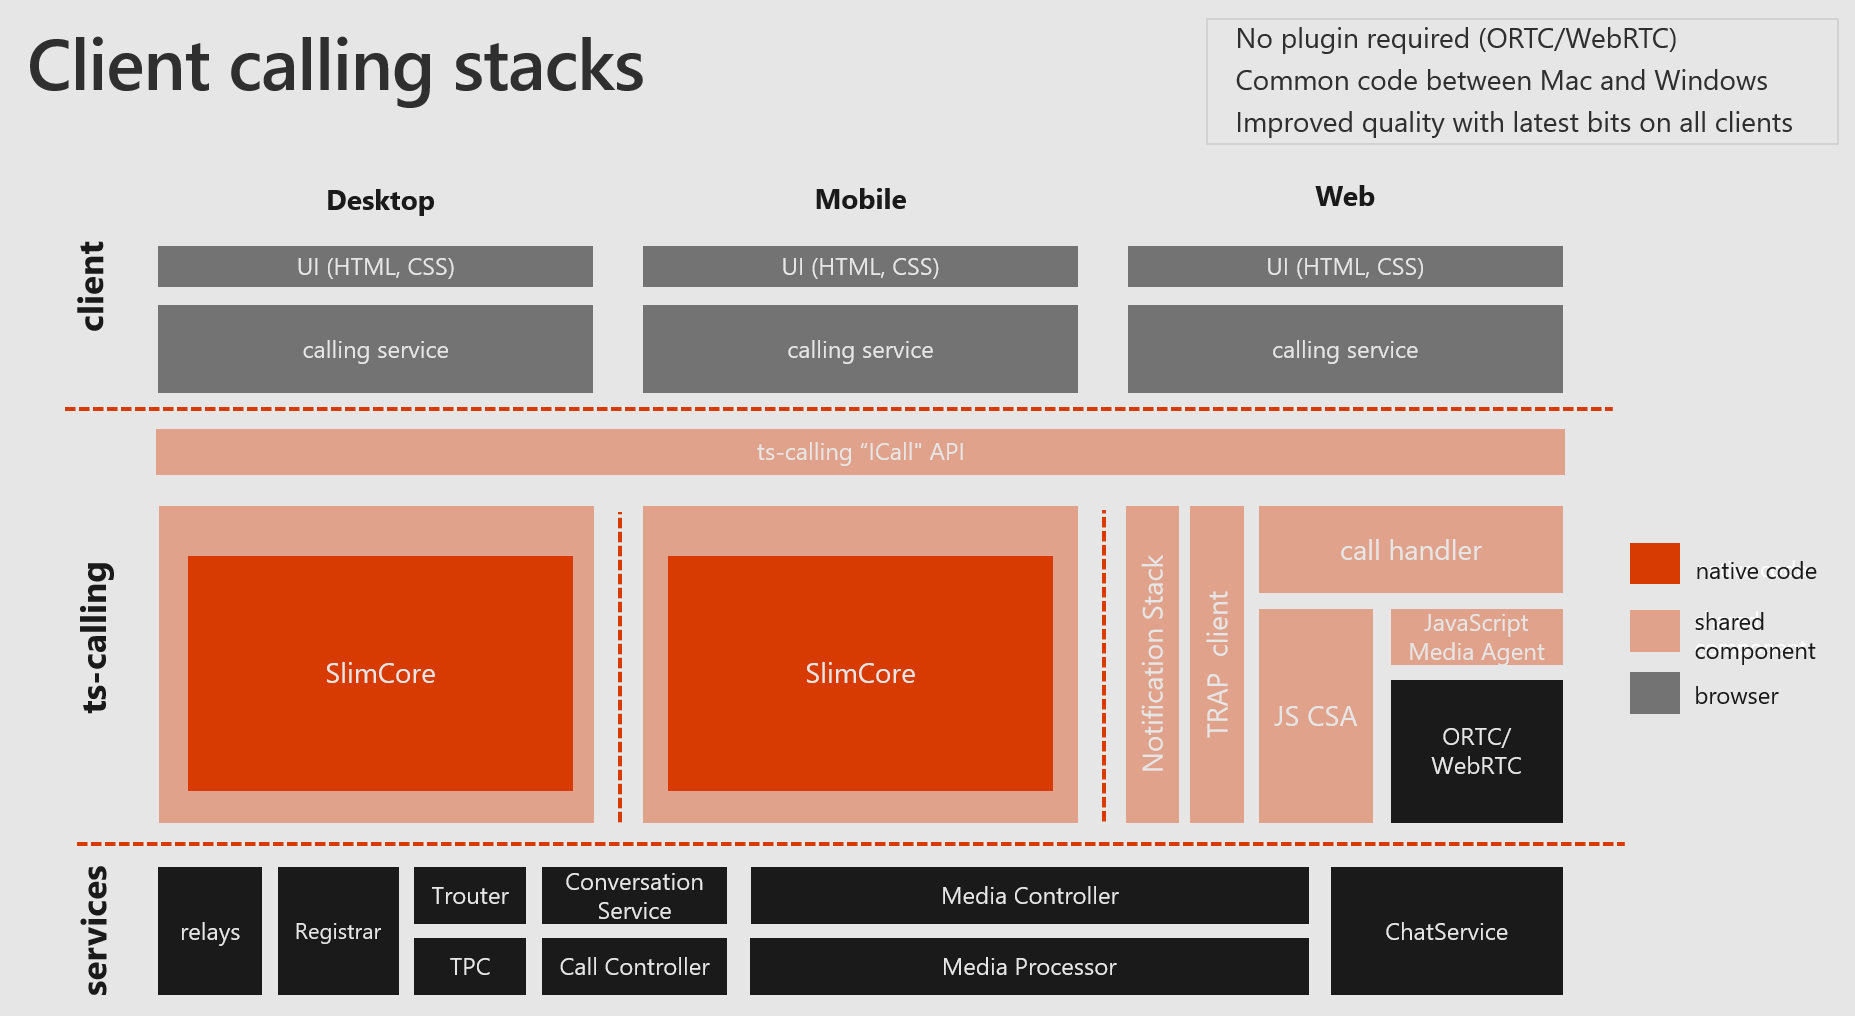 Client calling stacks
No plugin required (ORTC/WebRTC)
Common code between Mac and Windows
Improved quality with latest bits on all clients
Desktop
Mobile
Web
client
UI (HTML, CSS)
UI (HTML, CSS)
UI (HTML, CSS)
calling service
calling service
calling service
ts-calling “ICall" API
ts-calling
SlimCore
SlimCore
Notification Stack
TRAP client
call handler
JS CSA
JavaScript
Media Agent
ORTC/
WebRTC
native code
shared
component
browser
services
relays
Registrar
Trouter
TPC
Conversation
Service
Call Controller
Media Controller
Media Processor
ChatService